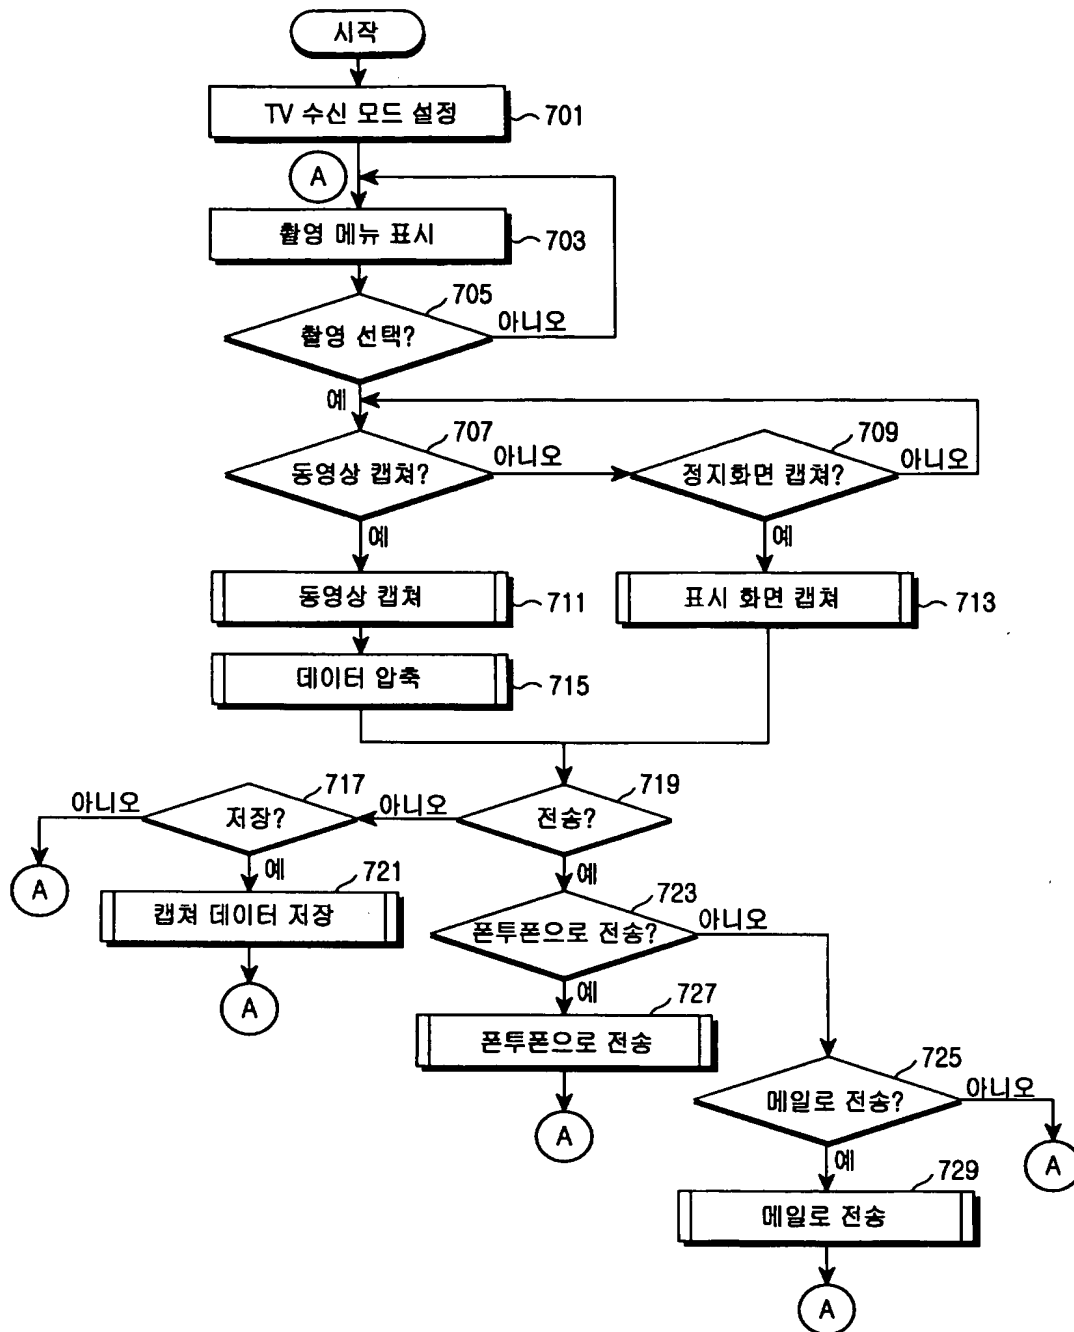 시작
TV 수신 모드 설정
701
A
촬영 메뉴 표시
703
705
촬영 선택?
아니오
예
707
동영상 캡쳐?
아니오
709
정지화면 캡쳐?
아니오
예
예
동영상 캡쳐
711
표시 화면 캡쳐
713
데이터 압축
715
717
저장?
아니오
아니오
719
전송?
A
예
721
캡쳐 데이터 저장
A
예
723
폰투폰으로 전송?
아니오
예
727
폰투폰으로 전송
A
725
메일로 전송?
아니오
A
예
729
메일로 전송
A